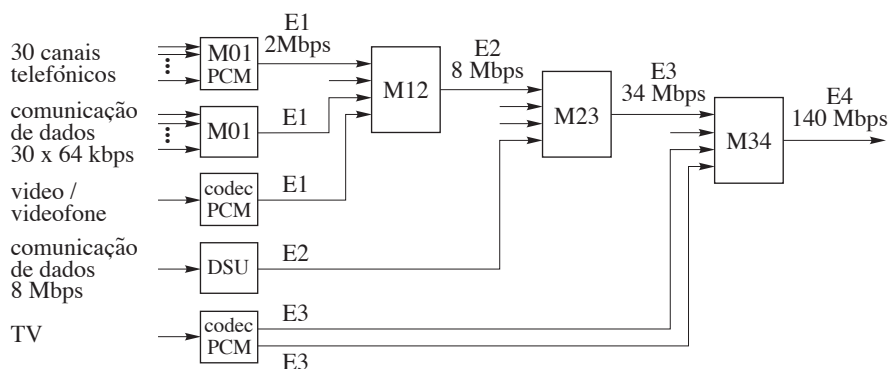 E1
2Mbps
30 canais
telefónicos
M01
PCM
E2
8 Mbps
M12
E3
34 Mbps
M23
E4
140 Mbps
M34
comunicação
de dados
30 x 64 kbps
M01
E1
video /
videofone
codec
PCM
E1
comunicação
de dados
8 Mbps
DSU
E2
TV
codec
PCM
E3
E3